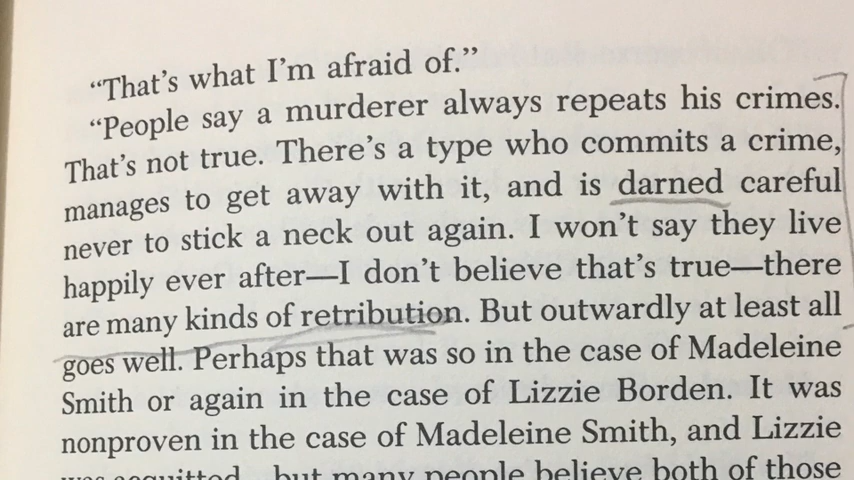 “That’s what I’m afraid of.”
“People say a murderer always repeats his crimes.
That’s not true. There’s a type who commits a crime,
manages to get away with it, and is darned careful
never to stick a neck out again. I won’t say they live
happily ever after—I don’t believe that’s true—there
are many kinds of retribution. But outwardly at least all
goes well. Perhaps that was so in the case of Madeleine
Smith or again in the case of Lizzie Borden. It was
nonproven in the case of Madeleine Smith, and Lizzie
was acquitted—but many people believe both of those